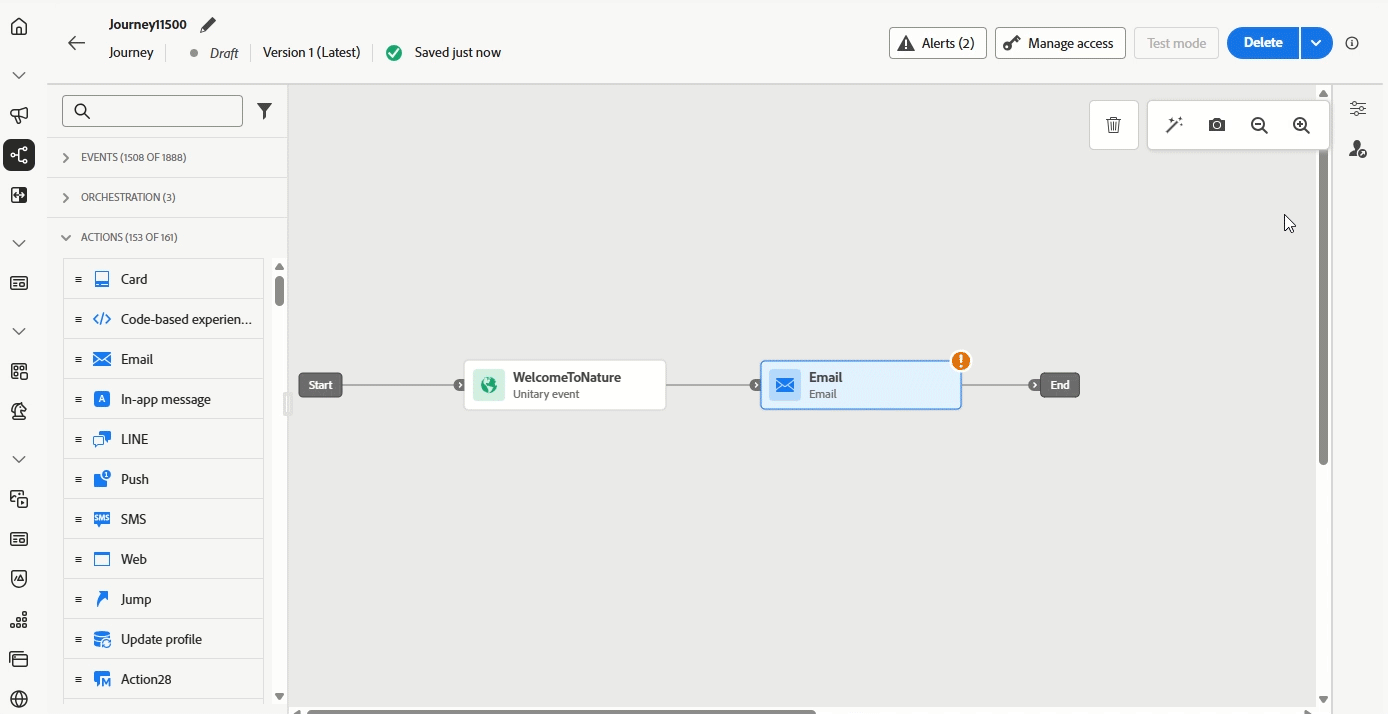 Journey11500
Journey
Draft
Version 1 (Latest)
Saved just now
Alerts (2)
Manage access
Test mode
Delete
EVENTS (1508 OF 1888)
ORCHESTRATION (3)
ACTIONS (153 OF 161)
Card
Code-based experien...
Email
A In-app message
LINE
1 Push
SMS SMS
Web
Jump
Update profile
M Action28
Start
WelcomeToNature
Unitary event
Email
Email
End